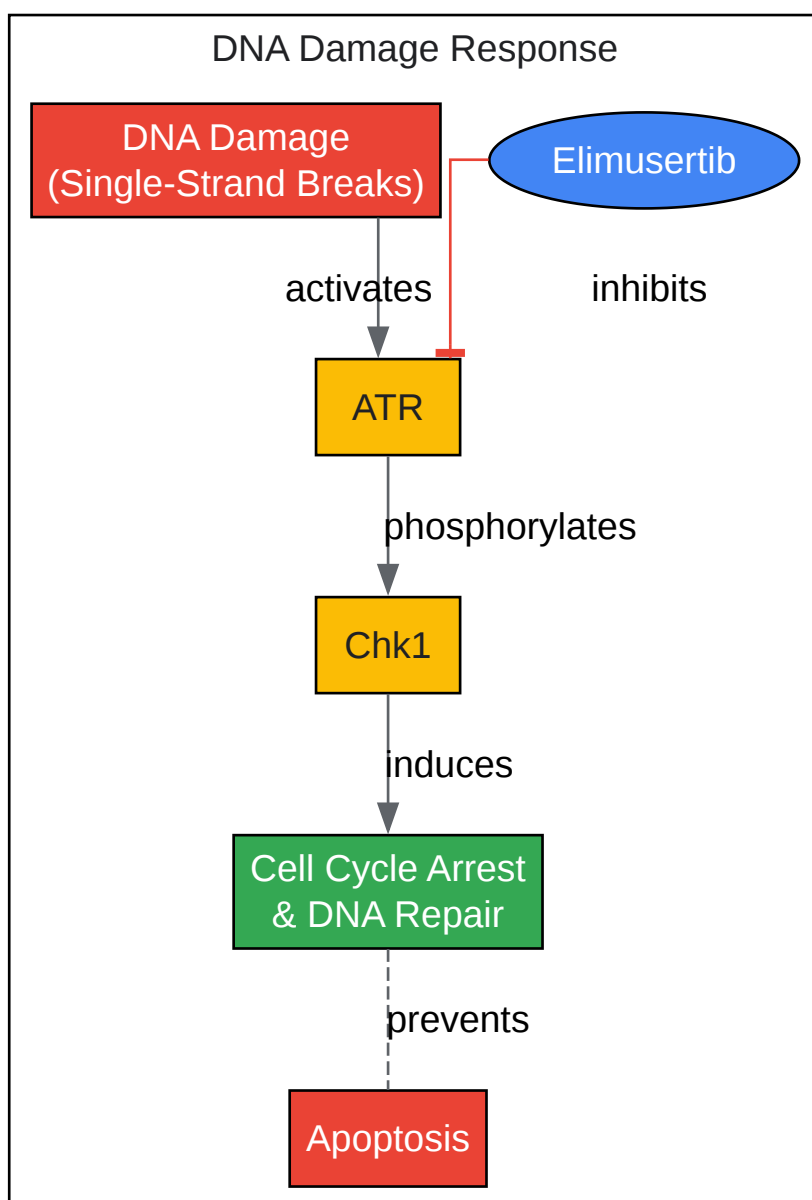 DNA Damage Response
DNA Damage
(Single-Strand Breaks)
Elimusertib
activates
inhibits
ATR
phosphorylates
Chk1
induces
Cell Cycle Arrest
& DNA Repair
prevents
Apoptosis